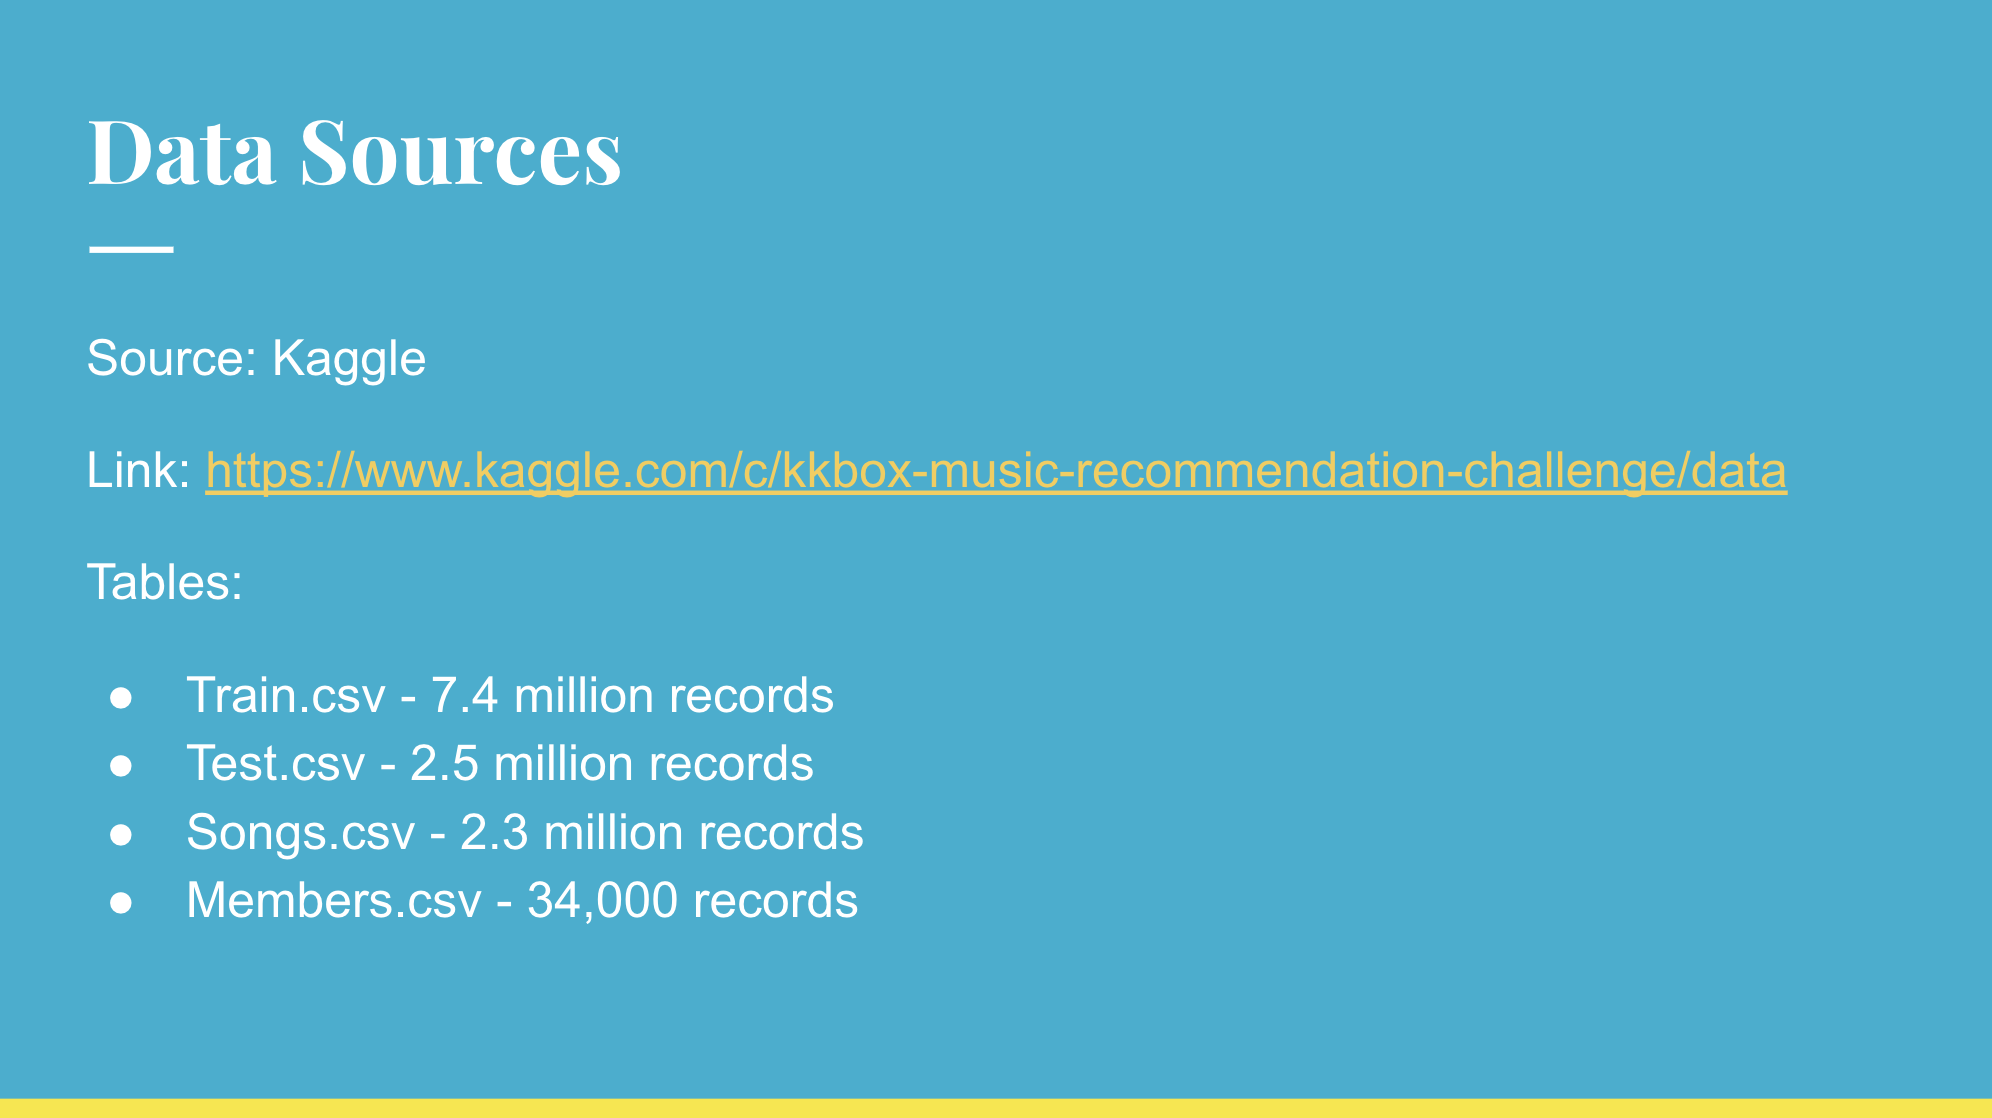 Data Sources
Source: Kaggle
Link: https://www.kaggle.com/c/kkbox-music-recommendation-challenge/data
Tables:
● Train.csv - 7.4 million records
● Test.csv - 2.5 million records
● Songs.csv - 2.3 million records
● Members.csv - 34,000 records